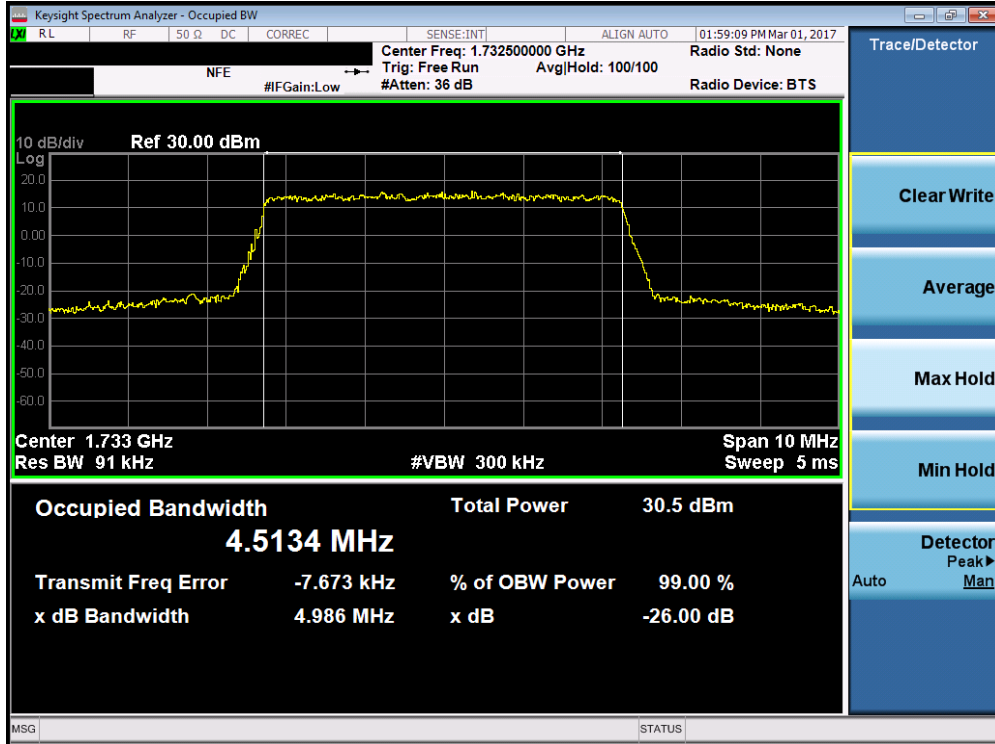 Keysight Spectrum Analyzer - Occupied BW
LXI RL RF 50 Ω DC CORREC SENSE:INT ALIGN AUTO 01:59:09 PM Mar 01, 2017
Center Freq: 1.732500000 GHz Radio Std: None
NFE Trig: Free Run Avg|Hold: 100/100
#IFGain:Low #Atten: 36 dB Radio Device: BTS
10 dB/div Ref 30.00 dBm
Log
20.0
10.0
0.00
-10.0
-20.0
-30.0
-40.0
-50.0
-60.0
Center 1.733 GHz Span 10 MHz
Res BW 91 kHz #VBW 300 kHz Sweep 5 ms
Occupied Bandwidth Total Power 30.5 dBm
4.5134 MHz
Transmit Freq Error -7.673 kHz % of OBW Power 99.00 %
x dB Bandwidth 4.986 MHz x dB -26.00 dB
MSG STATUS
Trace/Detector
Clear Write
Average
Max Hold
Min Hold
Detector
Peak▶
Auto Man